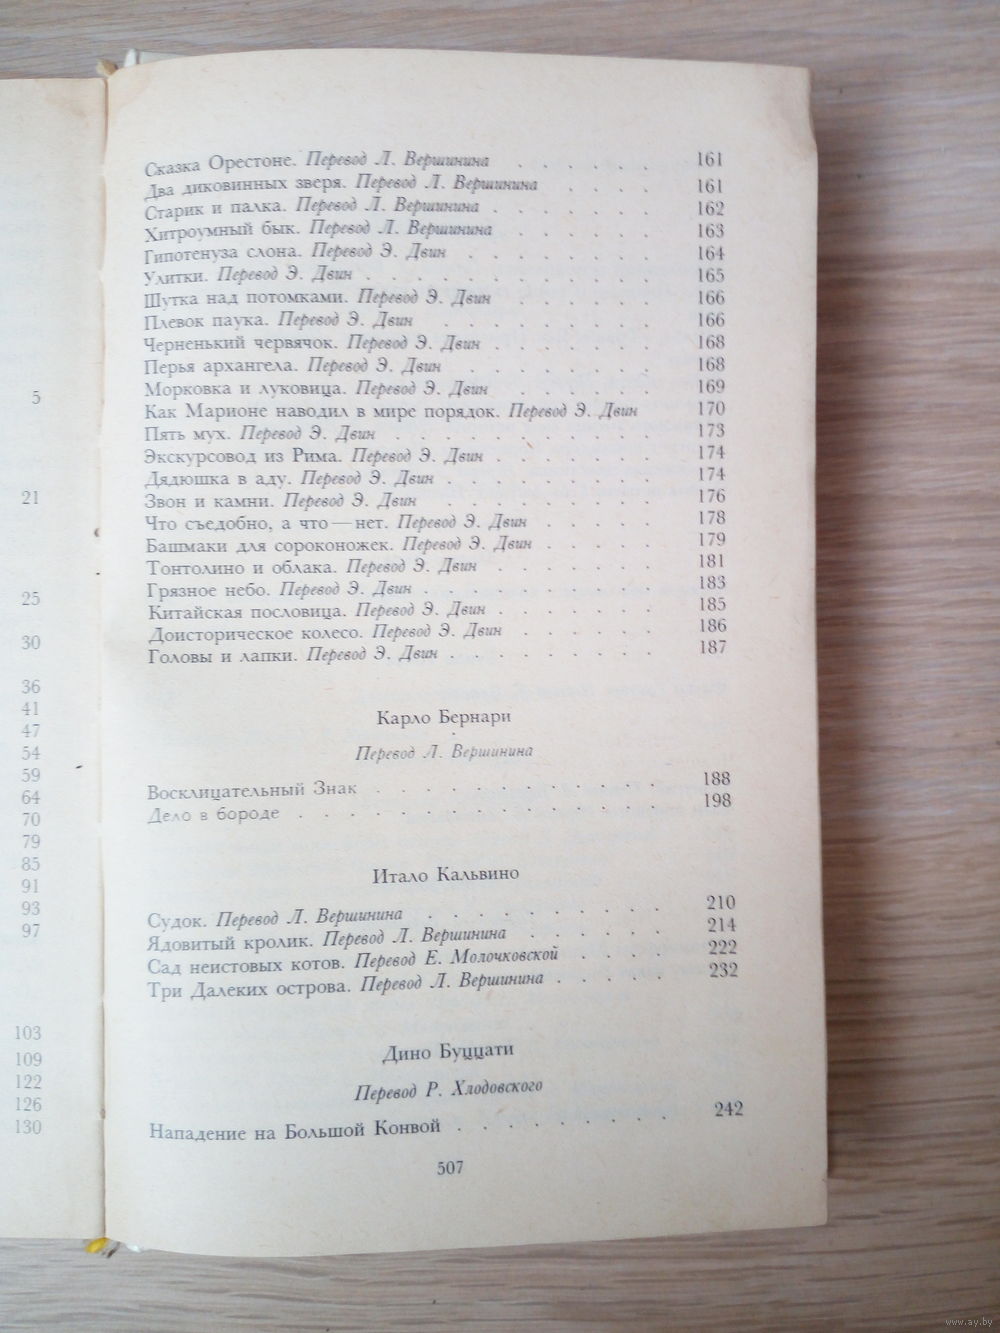 5
21
25
30
36
41
47
54
59
64
70
79
85
91
93
97
103
109
122
126
130
Сказка Орестоне. Перевод Л. Вершинина . . . . . . 161
Два диковинных зверя. Перевод Л. Вершинина . . . . 161
Старик и палка. Перевод Л. Вершинина . . . . . . . 162
Хитроумный бык. Перевод Л. Вершинина . . . . . . 163
Гипотенуза слона. Перевод Э. Двин . . . . . . . . 164
Улитки. Перевод Э. Двин . . . . . . . . . . . . 165
Шутка над потомками. Перевод Э. Двин . . . . . . 166
Плевок паука. Перевод Э. Двин . . . . . . . . . 166
Черненький червячок. Перевод Э. Двин . . . . . . . 168
Перья архангела. Перевод Э. Двин . . . . . . . . 168
Морковка и луковица. Перевод Э. Двин . . . . . . 169
Как Марионе наводил в мире порядок. Перевод Э. Двин 170
Пять мух. Перевод Э. Двин . . . . . . . . . . . 173
Экскурсовод из Рима. Перевод Э. Двин . . . . . . . 174
Дядюшка в аду. Перевод Э. Двин . . . . . . . . . 174
Звон и камни. Перевод Э. Двин . . . . . . . . . 176
Что съедобно, а что — нет. Перевод Э. Двин . . . . . 178
Башмаки для сороконожек. Перевод Э. Двин . . . . . 179
Тонтолино и облака. Перевод Э. Двин . . . . . . . 181
Грязное небо. Перевод Э. Двин . . . . . . . . . . 183
Китайская пословица. Перевод Э. Двин . . . . . . . 185
Доисторическое колесо. Перевод Э. Двин . . . . . . 186
Головы и лапки. Перевод Э. Двин . . . . . . . . . 187
Карло Бернари
Перевод Л. Вершинина
Восклицательный Знак . . . . . . . . . . . . 188
Дело в бороде . . . . . . . . . . . . . . 198
Итало Кальвино
Судок. Перевод Л. Вершинина . . . . . . . . . 210
Ядовитый кролик. Перевод Л. Вершинина . . . . . . 214
Сад неистовых котов. Перевод Е. Молочковской . . . . 222
Три Далеких острова. Перевод Л. Вершинина . . . . . 232
Дино Буццати
Перевод Р. Хлодовского
Нападение на Большой Конвой . . . . . . . . . 242
507
www.ay.by